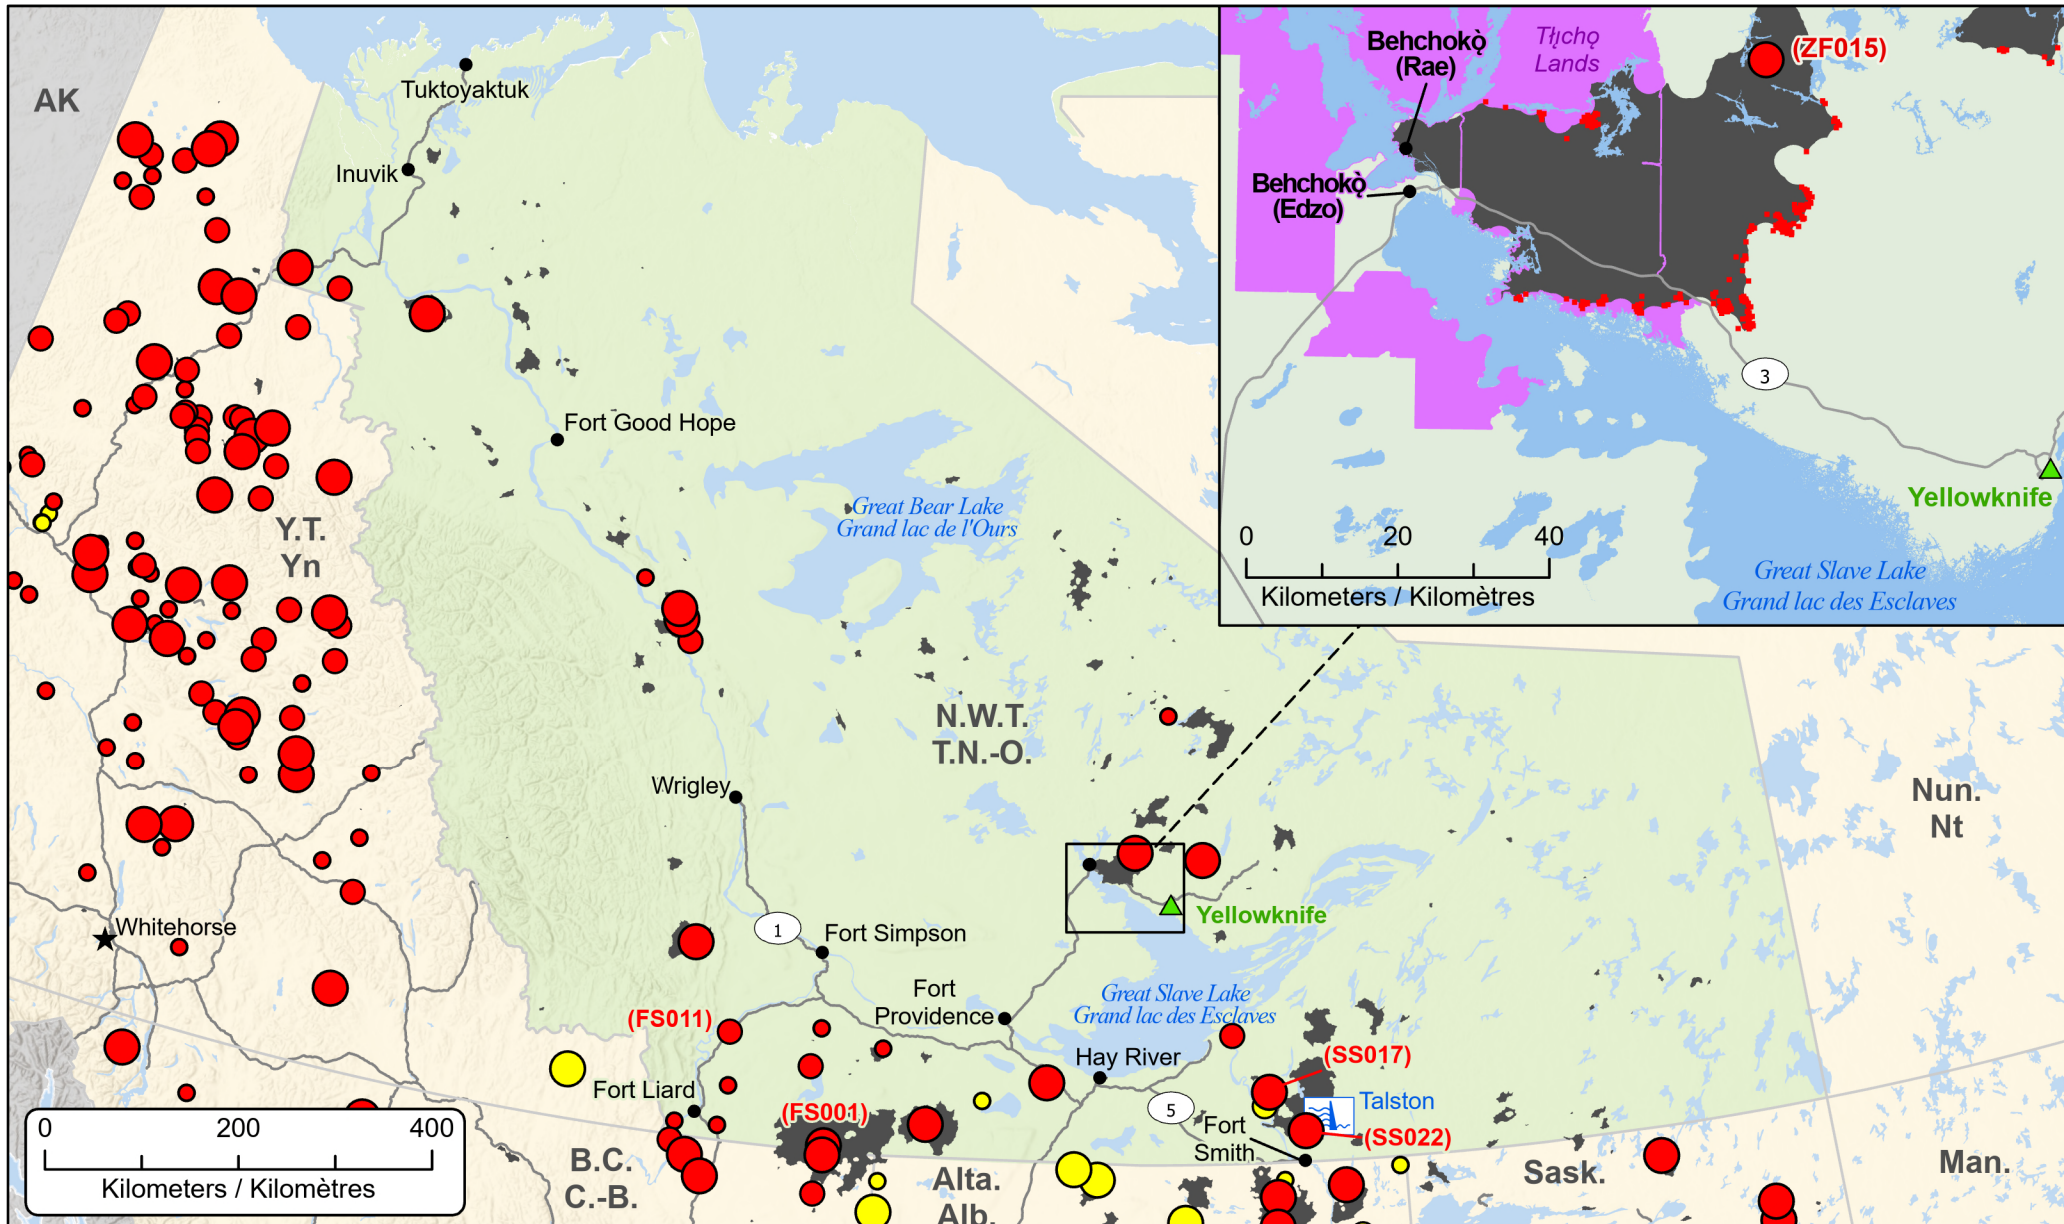 AK
Tuktoyaktuk
Inuvik
Fort Good Hope
Great Bear Lake
Grand lac de l'Ours
Y.T.
Yn
N.W.T.
T.N.-O.
Wrigley
Whitehorse
1
Fort Simpson
Fort
Providence
Great Slave Lake
Grand lac des Esclaves
Yellowknife
Hay River
(FS011)
Fort Liard
(FS001)
5
(SS017)
Talston
(SS022)
Fort
Smith
B.C.
C.-B.
Alta.
Alb.
Sask.
Man.
Nun.
Nt
0 200 400
Kilometers / Kilomètres
Behchokǫ̀
(Rae)
Tłı̨chǫ
Lands
(ZF015)
Behchokǫ̀
(Edzo)
3
Yellowknife
0 20 40
Kilometers / Kilomètres
Great Slave Lake
Grand lac des Esclaves